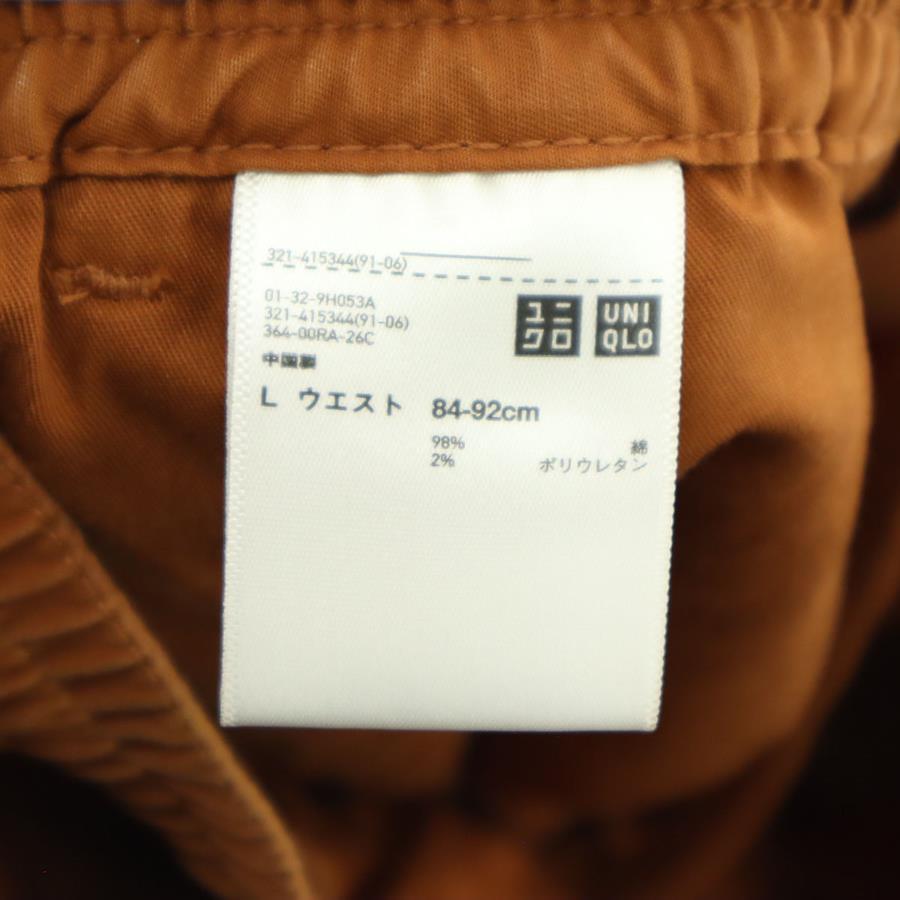 321-415344(91-06)
01-32-9H053A
321-415344(91-06)
364-00RA-26C
中国製
ユニ
クロ
UNI
QLO
L ウエスト 84-92cm
98% 綿
2% ポリウレタン